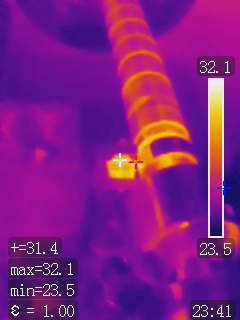 32.1
23.5
+=31.4
max=32.1
min=23.5
€ = 1.00
23:41